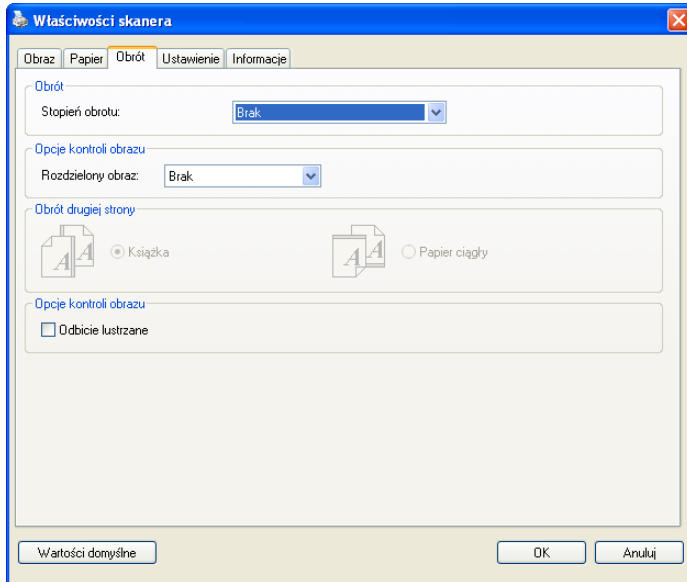 Właściwości skanera
Obraz Papier Obrót Ustawienie Informacje
Obrót
Stopień obrotu: Brak
Opcje kontroli obrazu
Rozdzielony obraz: Brak
Obrót drugiej strony
A A Książka A A Papier ciągły
Opcje kontroli obrazu
Odbicie lustrzane
Wartości domyślne OK Anuluj